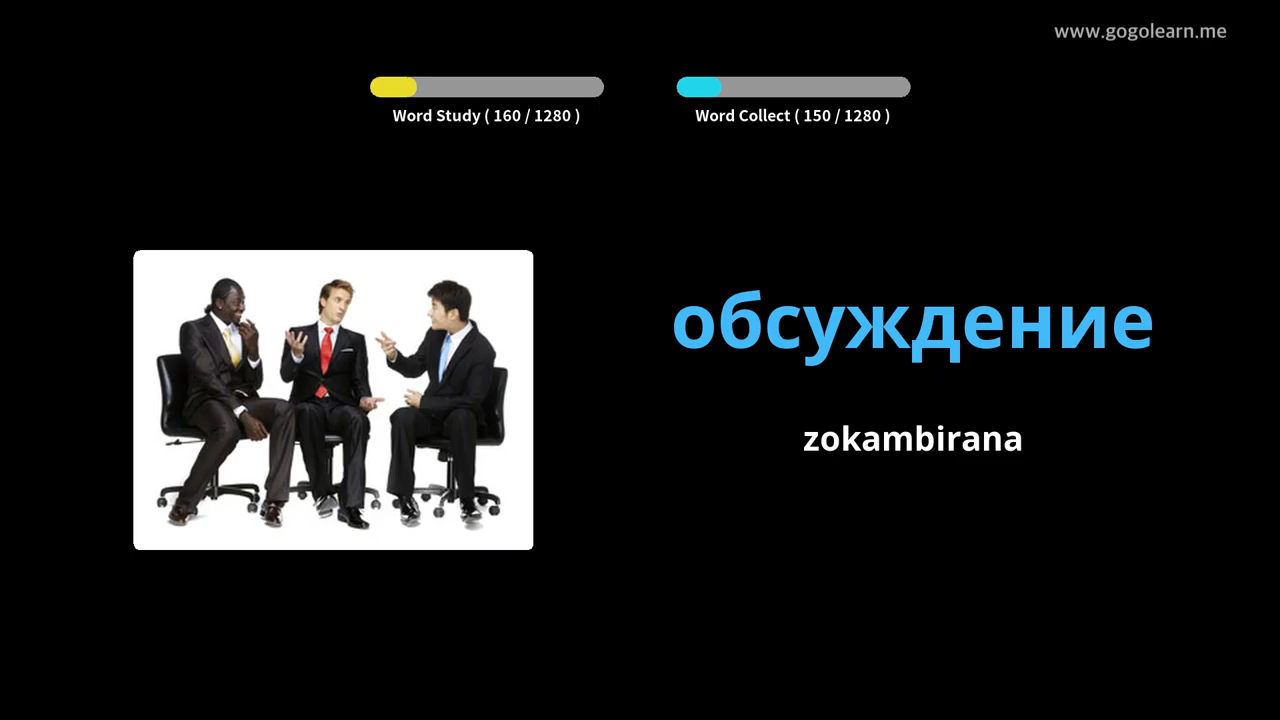 www.gogolearn.me
Word Study ( 160 / 1280 )
Word Collect ( 150 / 1280 )
обсуждение
zokambirana